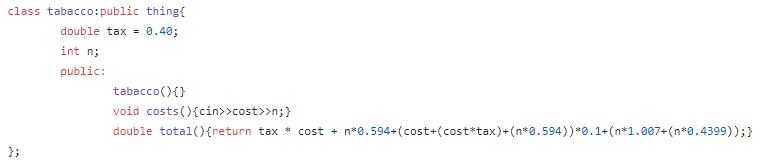 class tabacco:public thing{
        double tax = 0.40;
        int n;
        public:
                tabacco(){}
                void costs(){cin>>cost>>n;}
                double total(){return tax * cost + n*0.594+(cost+(cost*tax)+(n*0.594))*0.1+(n*1.007+(n*0.4399));}
};